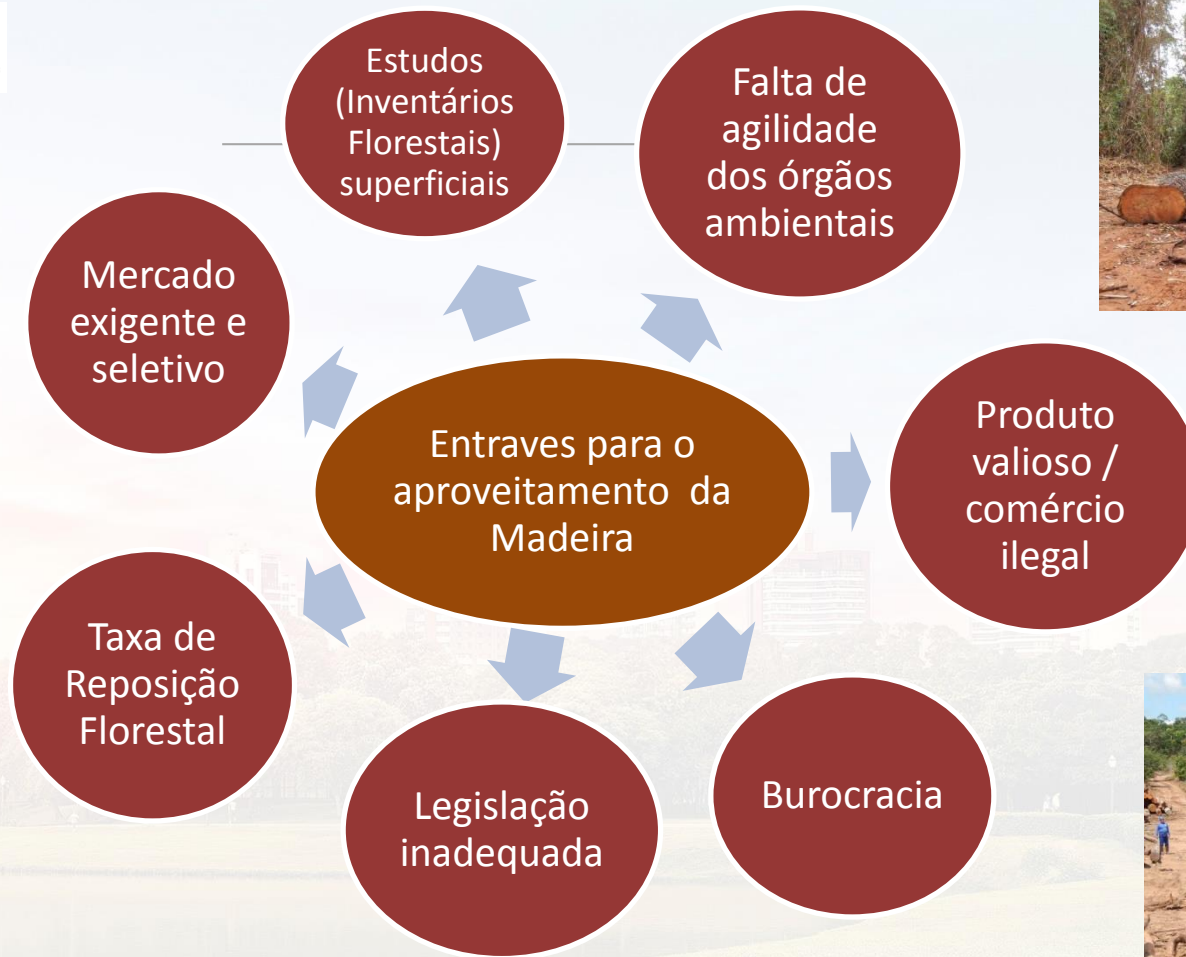 Estudos
(Inventários
Florestais)
superficiais
Falta de
agilidade
dos órgãos
ambientais
Mercado
exigente e
seletivo
Entraves para o
aproveitamento da
Madeira
Produto
valioso /
comércio
ilegal
Taxa de
Reposição
Florestal
Legislação
inadequada
Burocracia